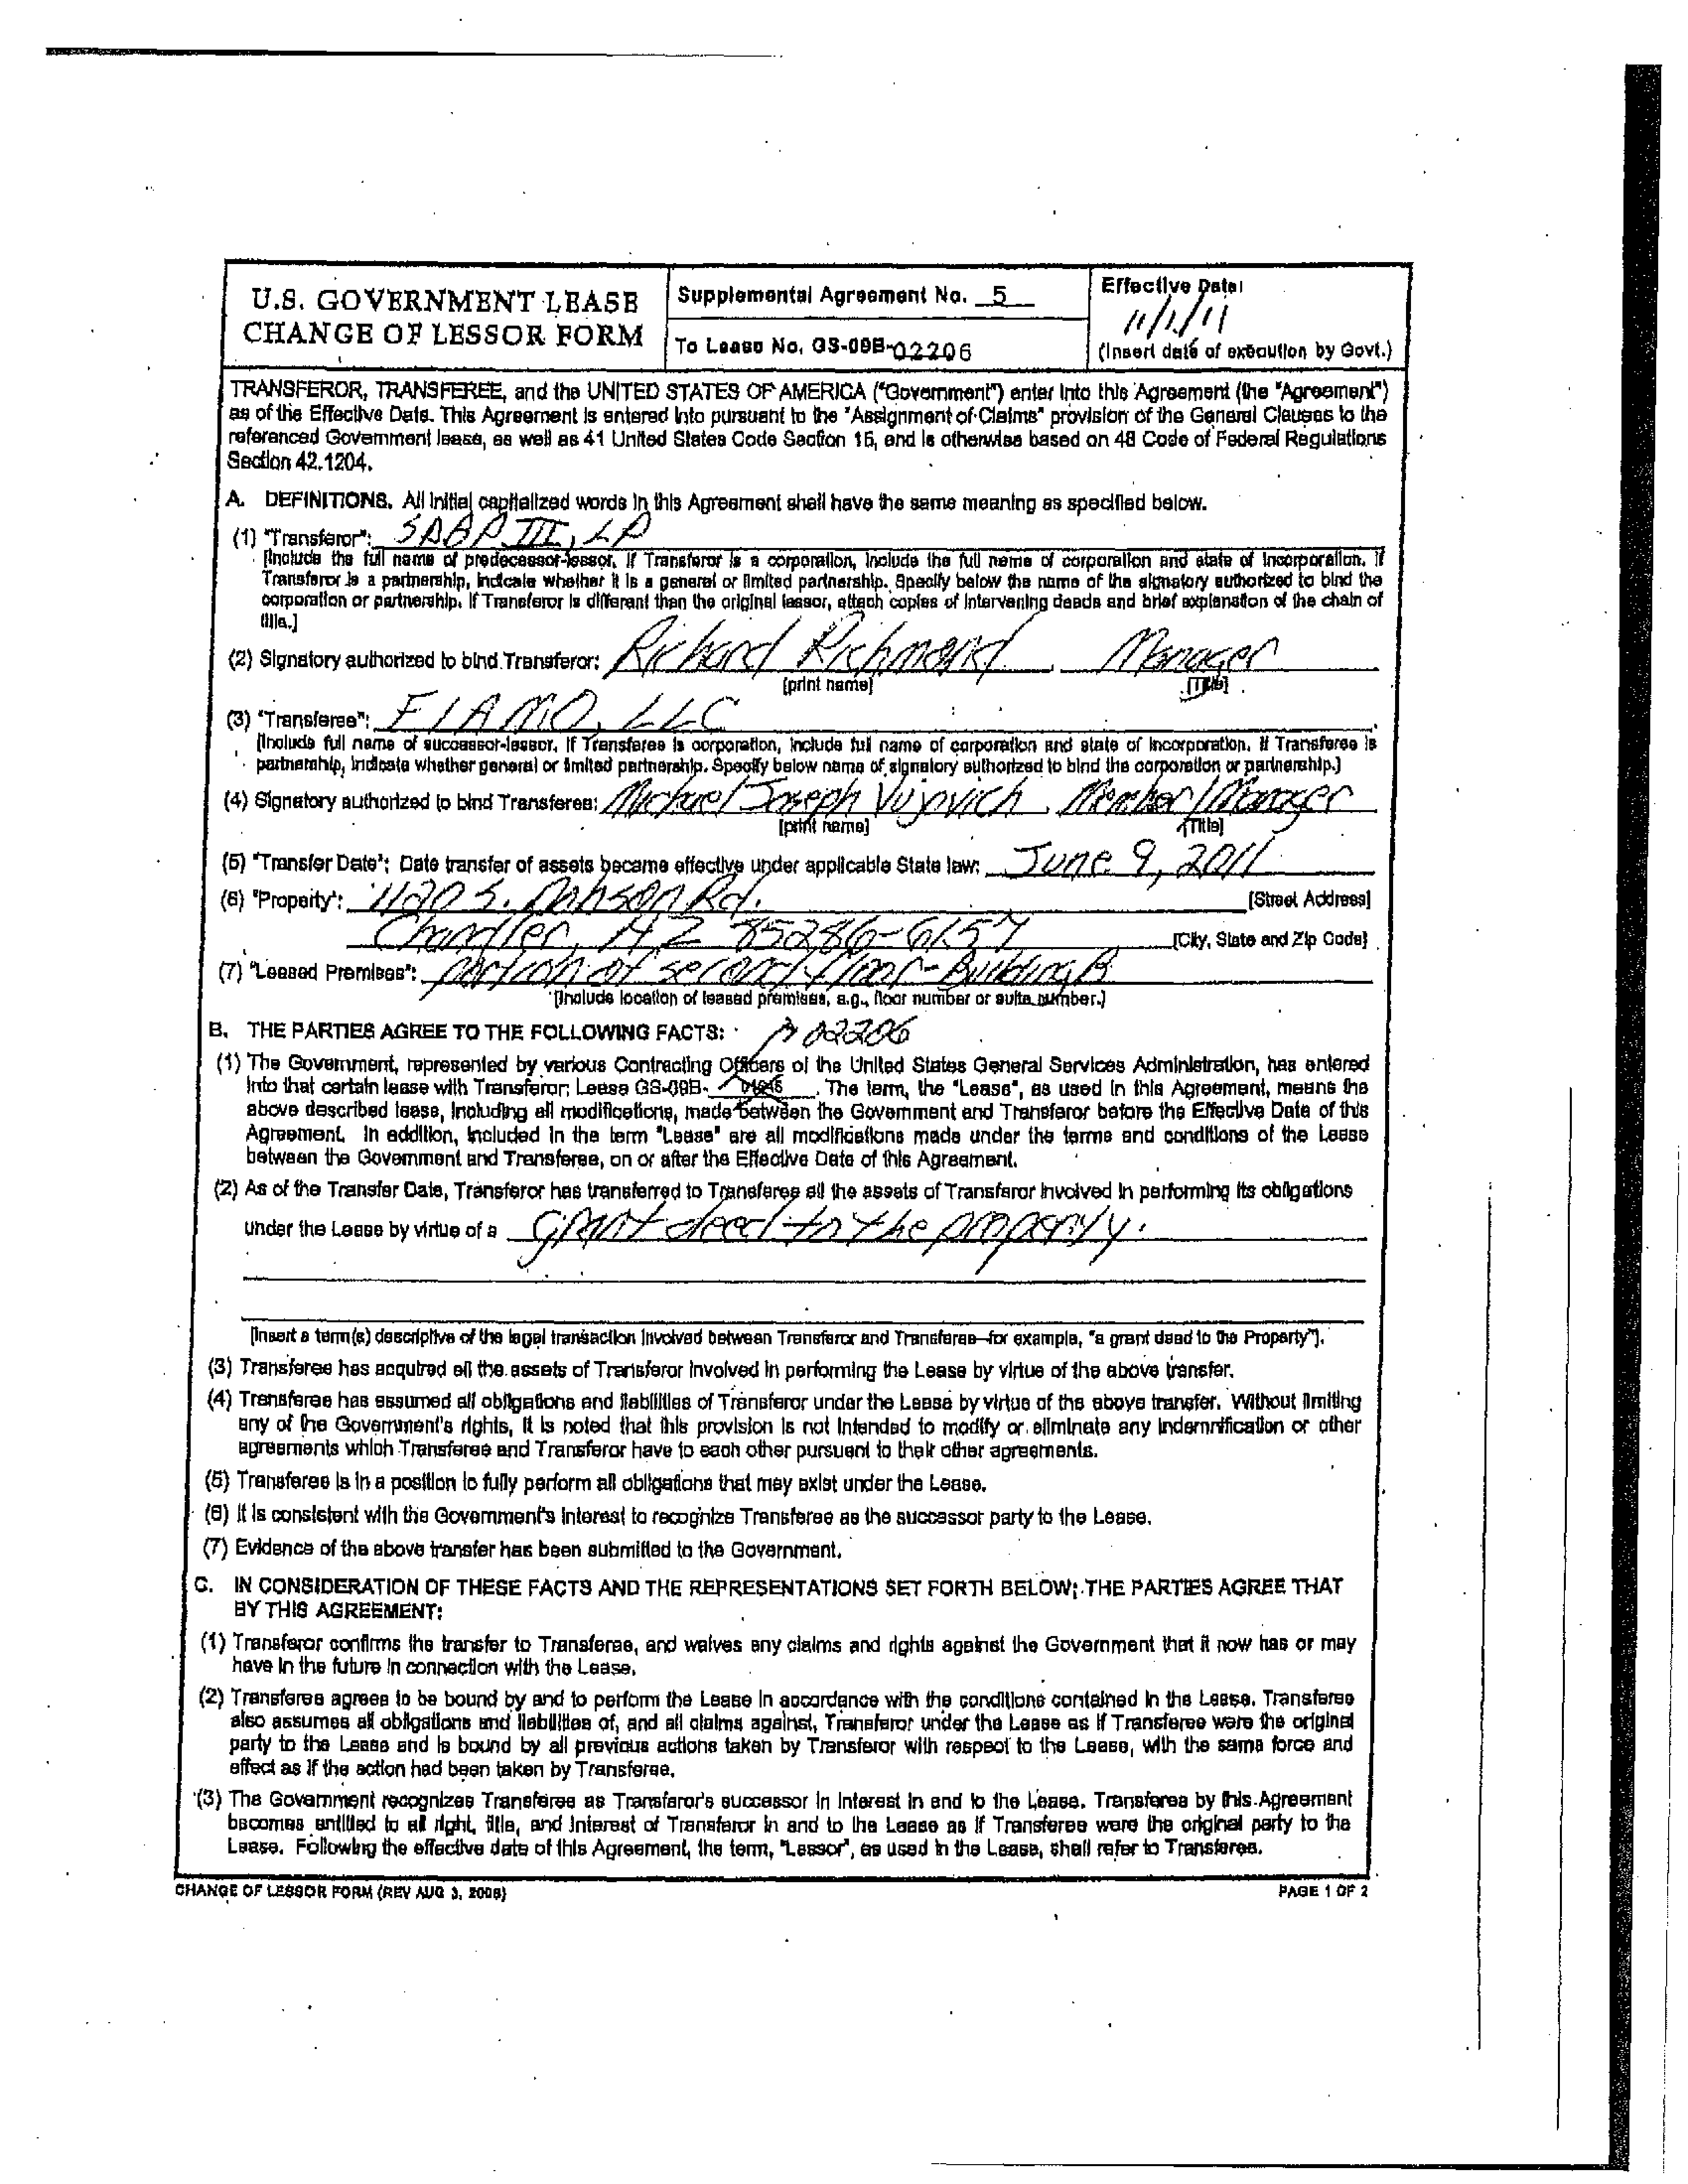 U.S. GOVERNMENT LEASE
CHANGE OF LESSOR FORM
Supplemental Agreement No. 5
To Lease No. GS-09B-02206
Effective Date:
11/1/11
(Insert date of execution by Govt.)
TRANSFEROR, TRANSFEREE, and the UNITED STATES OF AMERICA ("Government") enter into this Agreement (the "Agreement")
as of the Effective Date. This Agreement is entered into pursuant to the "Assignment of Claims" provision of the General Clauses to the
referenced Government lease, as well as 41 United States Code Section 15, and is otherwise based on 48 Code of Federal Regulations
Section 42.1204.
A. DEFINITIONS. All initial capitalized words in this Agreement shall have the same meaning as specified below.
(1) "Transferor": SABP III, LP
[Include the full name of predecessor-lessor. If Transferor is a corporation, include the full name of corporation and state of incorporation. If
Transferor is a partnership, indicate whether it is a general or limited partnership. Specify below the name of the signatory authorized to bind the
corporation or partnership. If Transferor is different than the original lessor, attach copies of intervening deeds and brief explanation of the chain of
title.]
(2) Signatory authorized to bind Transferor: Richard Richmond Manager
[print name] [Title]
(3) "Transferee": FIAMO, LLC
[Include full name of successor-lessor. If Transferee is corporation, include full name of corporation and state of incorporation. If Transferee is
partnership, indicate whether general or limited partnership. Specify below name of signatory authorized to bind the corporation or partnership.]
(4) Signatory authorized to bind Transferee: Michael Joseph Vujovich Member/Manager
[print name] [Title]
(5) "Transfer Date": Date transfer of assets became effective under applicable State law: June 9, 2011
(6) "Property": 1120 S. Rd. [Street Address]
Chandler, AZ 85286-6157 [City, State and Zip Code]
(7) "Leased Premises": portion of second floor - Building B
[Include location of leased premises, e.g., floor number or suite number.]
B. THE PARTIES AGREE TO THE FOLLOWING FACTS: 02206
(1) The Government, represented by various Contracting Officers of the United States General Services Administration, has entered
into that certain lease with Transferor; Lease GS-09B- . The term, the "Lease", as used in this Agreement, means the
above described lease, including all modifications, made between the Government and Transferor before the Effective Date of this
Agreement. In addition, included in the term "Lease" are all modifications made under the terms and conditions of the Lease
between the Government and Transferee, on or after the Effective Date of this Agreement.
(2) As of the Transfer Date, Transferor has transferred to Transferee all the assets of Transferor involved in performing its obligations
under the Lease by virtue of a grant deed to the property.
[Insert a term(s) descriptive of the legal transaction involved between Transferor and Transferee—for example, "a grant deed to the Property"].
(3) Transferee has acquired all the assets of Transferor involved in performing the Lease by virtue of the above transfer.
(4) Transferee has assumed all obligations and liabilities of Transferor under the Lease by virtue of the above transfer. Without limiting
any of the Government's rights, it is noted that this provision is not intended to modify or eliminate any indemnification or other
agreements which Transferee and Transferor have to each other pursuant to their other agreements.
(5) Transferee is in a position to fully perform all obligations that may exist under the Lease.
(6) It is consistent with the Government's interest to recognize Transferee as the successor party to the Lease.
(7) Evidence of the above transfer has been submitted to the Government.
C. IN CONSIDERATION OF THESE FACTS AND THE REPRESENTATIONS SET FORTH BELOW; THE PARTIES AGREE THAT
BY THIS AGREEMENT:
(1) Transferor confirms the transfer to Transferee, and waives any claims and rights against the Government that it now has or may
have in the future in connection with the Lease.
(2) Transferee agrees to be bound by and to perform the Lease in accordance with the conditions contained in the Lease. Transferee
also assumes all obligations and liabilities of, and all claims against, Transferor under the Lease as if Transferee were the original
party to the Lease and is bound by all previous actions taken by Transferor with respect to the Lease, with the same force and
effect as if the action had been taken by Transferee.
(3) The Government recognizes Transferee as Transferor's successor in interest in and to the Lease. Transferee by this Agreement
becomes entitled to all right, title, and interest of Transferor in and to the Lease as if Transferee were the original party to the
Lease. Following the effective date of this Agreement, the term, "Lessor", as used in the Lease, shall refer to Transferee.
CHANGE OF LESSOR FORM (REV AUG 3, 2006)
PAGE 1 OF 2